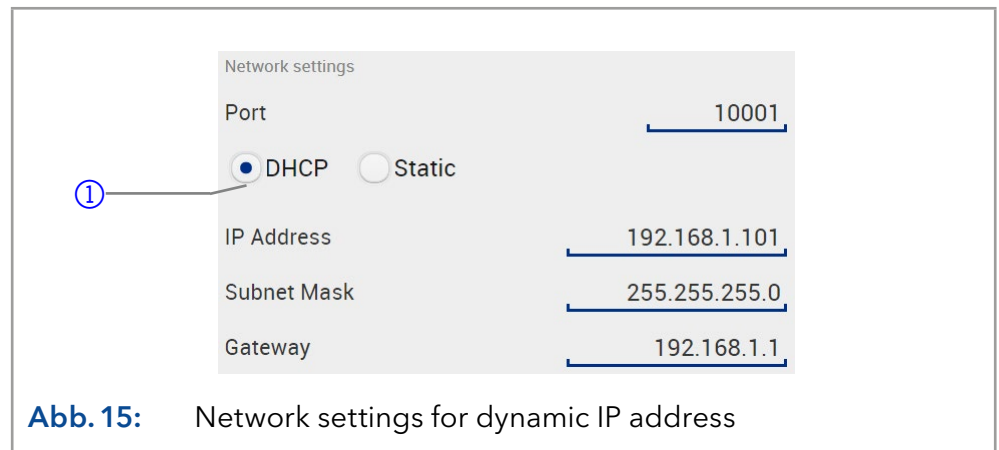 Network settings
Port 10001
DHCP Static
1
IP Address 192.168.1.101
Subnet Mask 255.255.255.0
Gateway 192.168.1.1
Abb. 15: Network settings for dynamic IP address